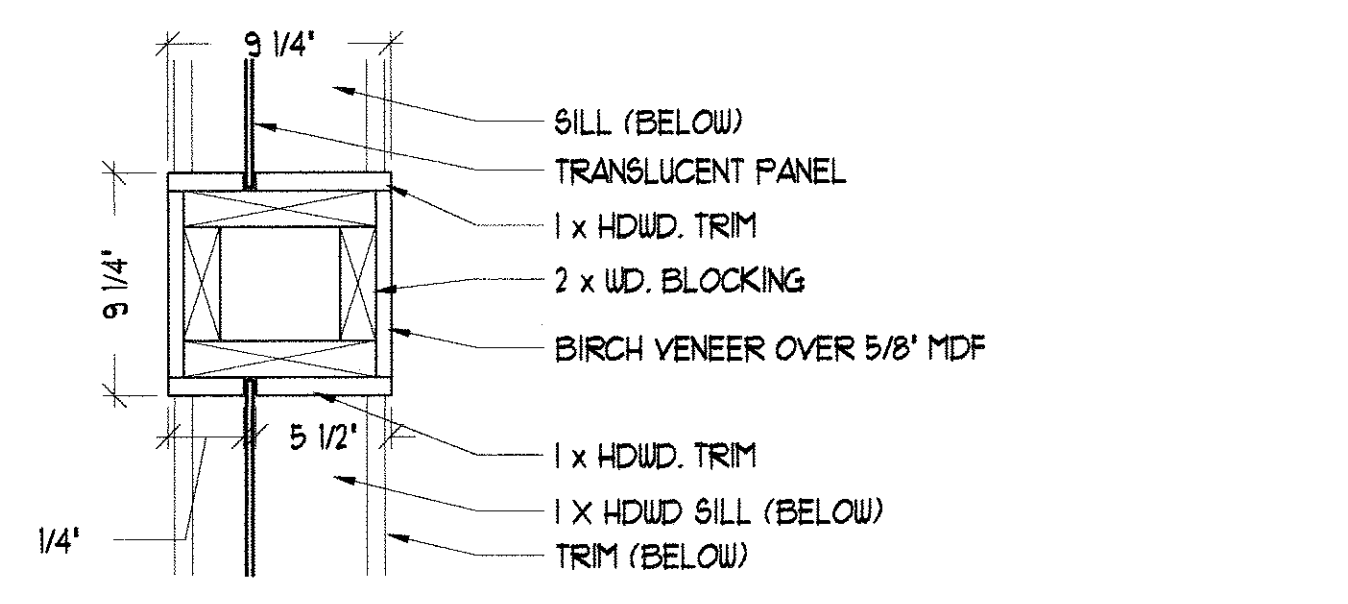 9 1/4"
SILL (BELOW)
TRANSLUCENT PANEL
1 x HDWD. TRIM
2 x WD. BLOCKING
9 1/4"
BIRCH VENEER OVER 5/8" MDF
5 1/2"
1 x HDWD. TRIM
1 X HDWD SILL (BELOW)
1/4"
TRIM (BELOW)